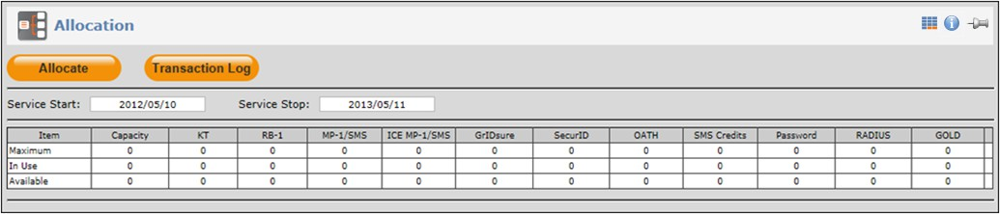 Allocation
Allocate Transaction Log
Service Start: 2012/05/10 Service Stop: 2013/05/11
Item Capacity KT RB-1 MP-1/SMS ICE MP-1/SMS GrIDsure SecurID OATH SMS Credits Password RADIUS GOLD
Maximum 0 0 0 0 0 0 0 0 0 0 0 0
In Use 0 0 0 0 0 0 0 0 0 0 0 0
Available 0 0 0 0 0 0 0 0 0 0 0 0